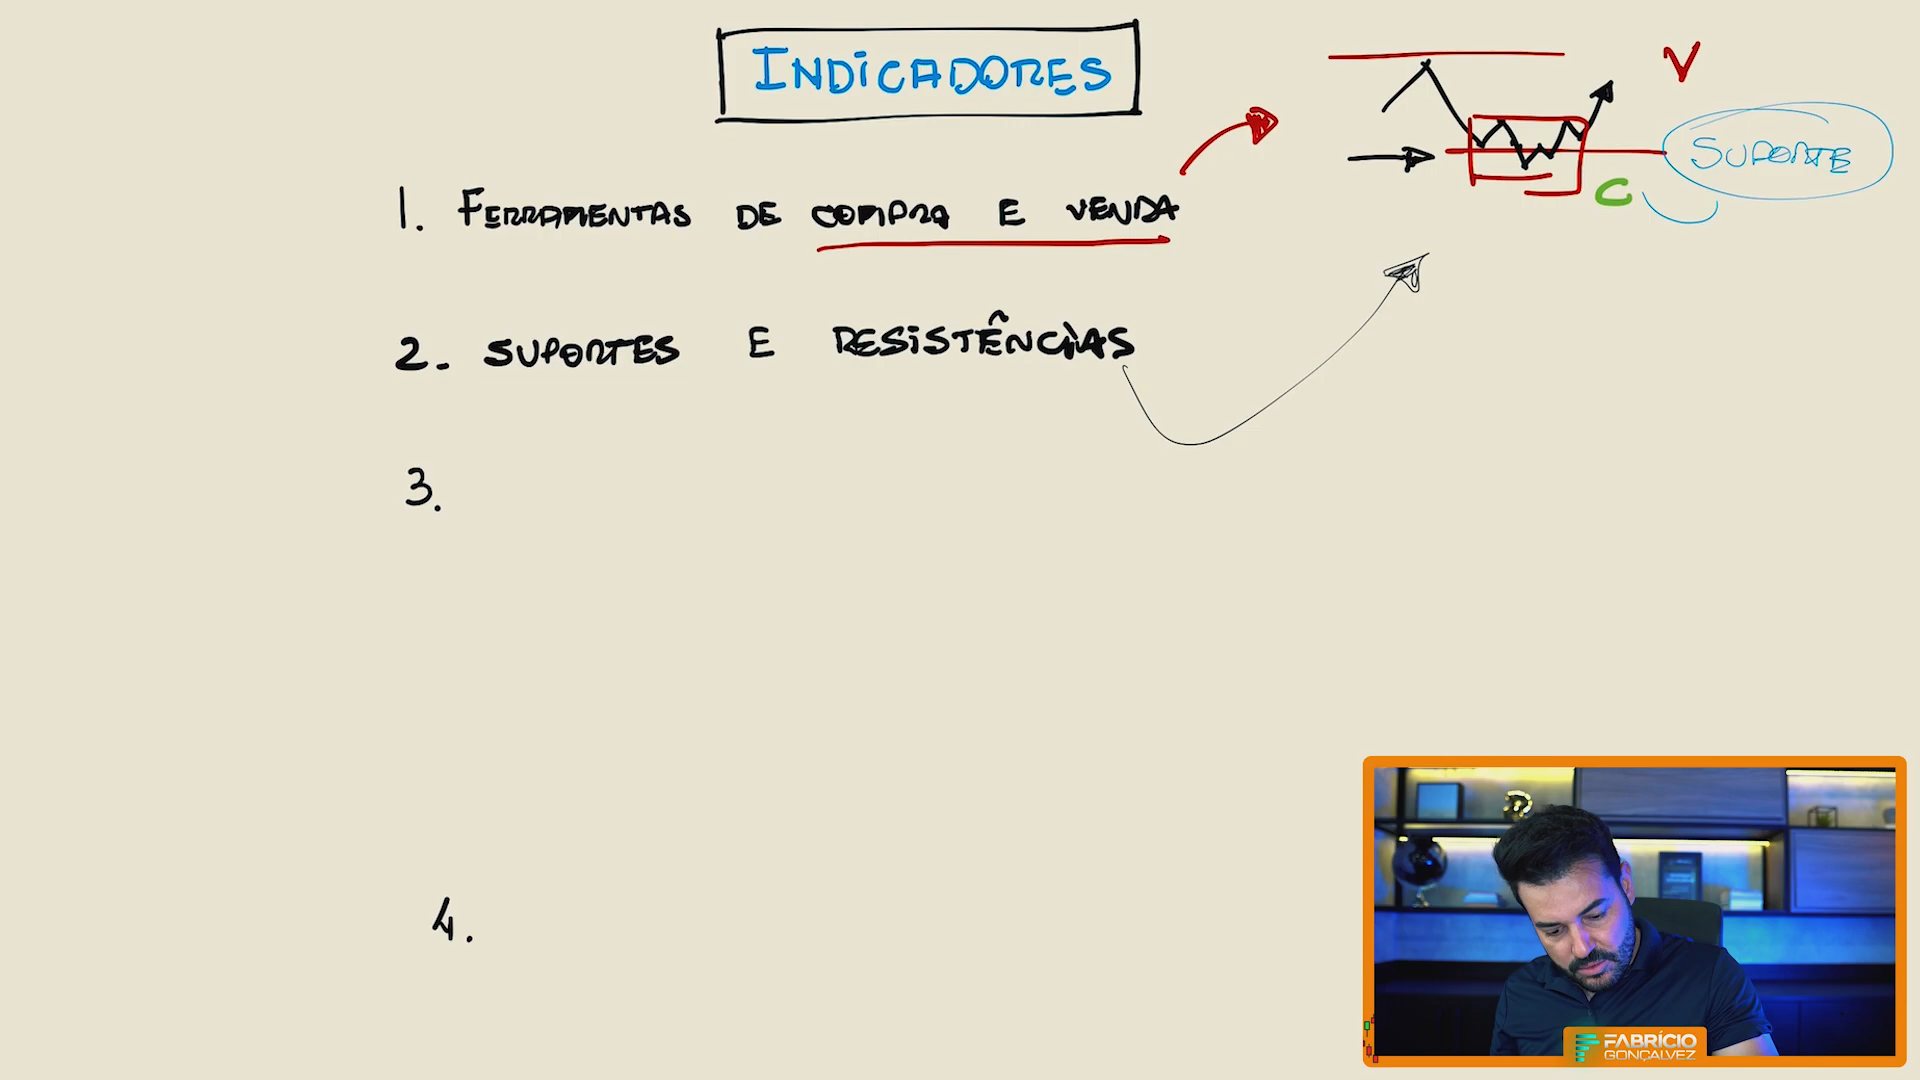 INDICADORES
V
SUPORTE
C
1. FERRAMENTAS DE COMPRA E VENDA
2. SUPORTES E RESISTÊNCIAS
3.
4.
FABRÍCIO
GONÇALVEZ